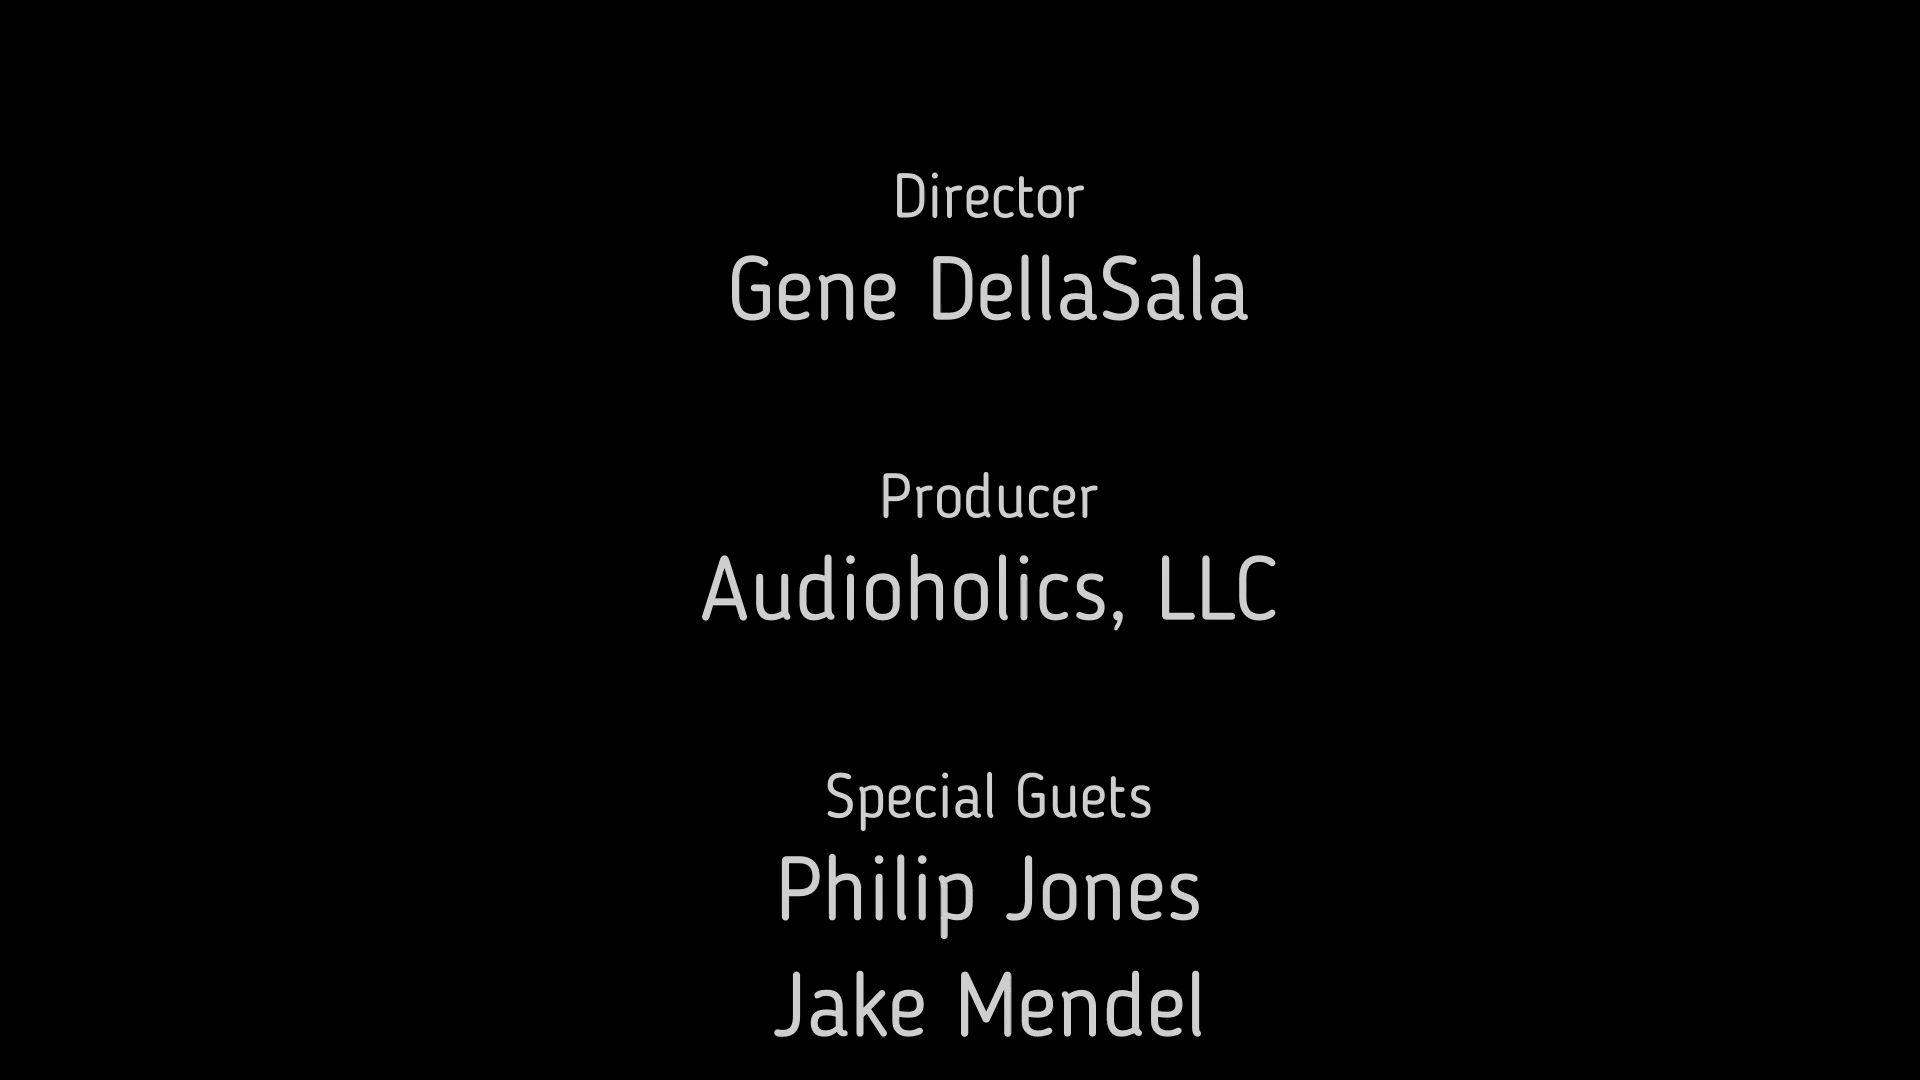 Director
Gene DellaSala
Producer
Audioholics, LLC
Special Guets
Philip Jones
Jake Mendel